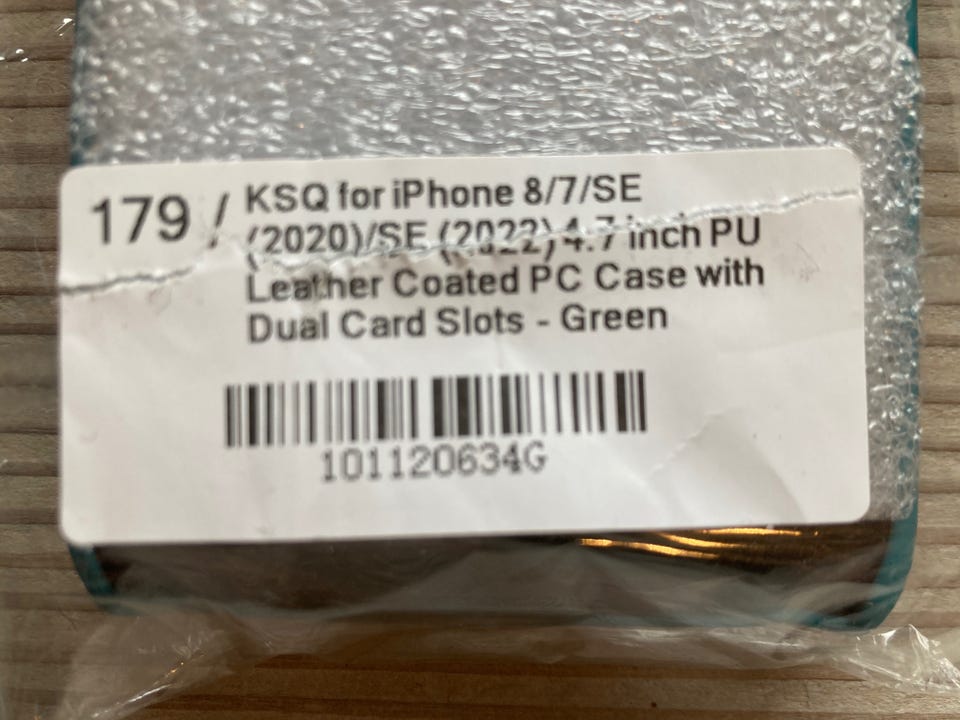 179 / KSQ for iPhone 8/7/SE
(2020)/SE (2022) 4.7 inch PU
Leather Coated PC Case with
Dual Card Slots - Green
101120634G